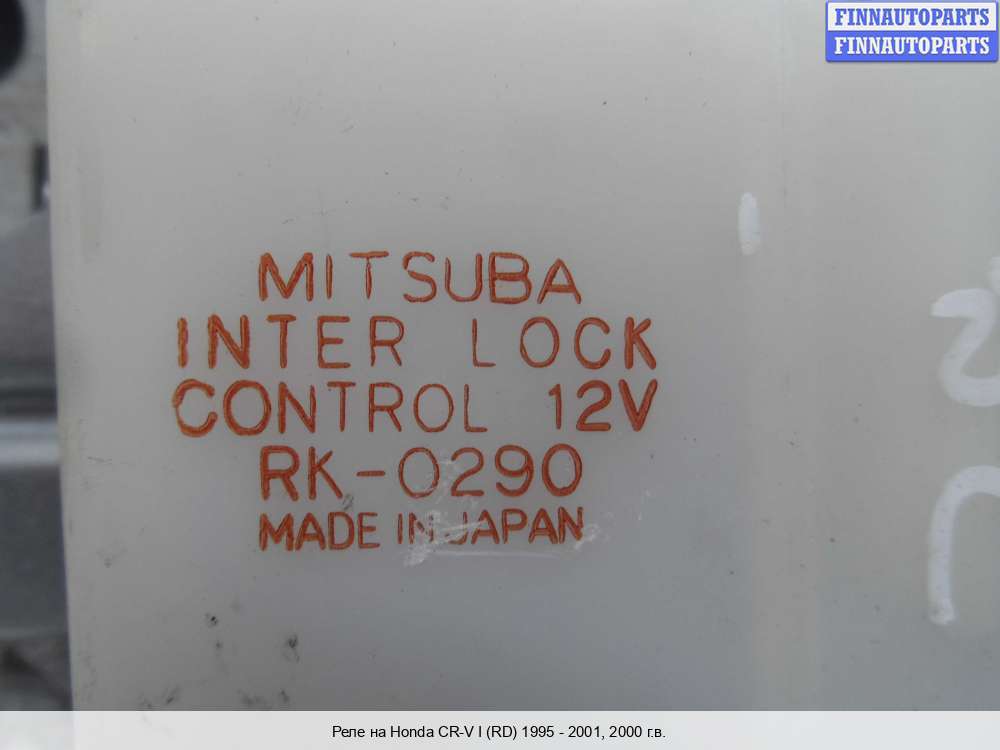 FINNAUTOPARTS
FINNAUTOPARTS
MITSUBA
INTER LOCK
CONTROL 12V
RK-0290
MADE IN JAPAN
Реле на Honda CR-V I (RD) 1995 - 2001, 2000 г.в.